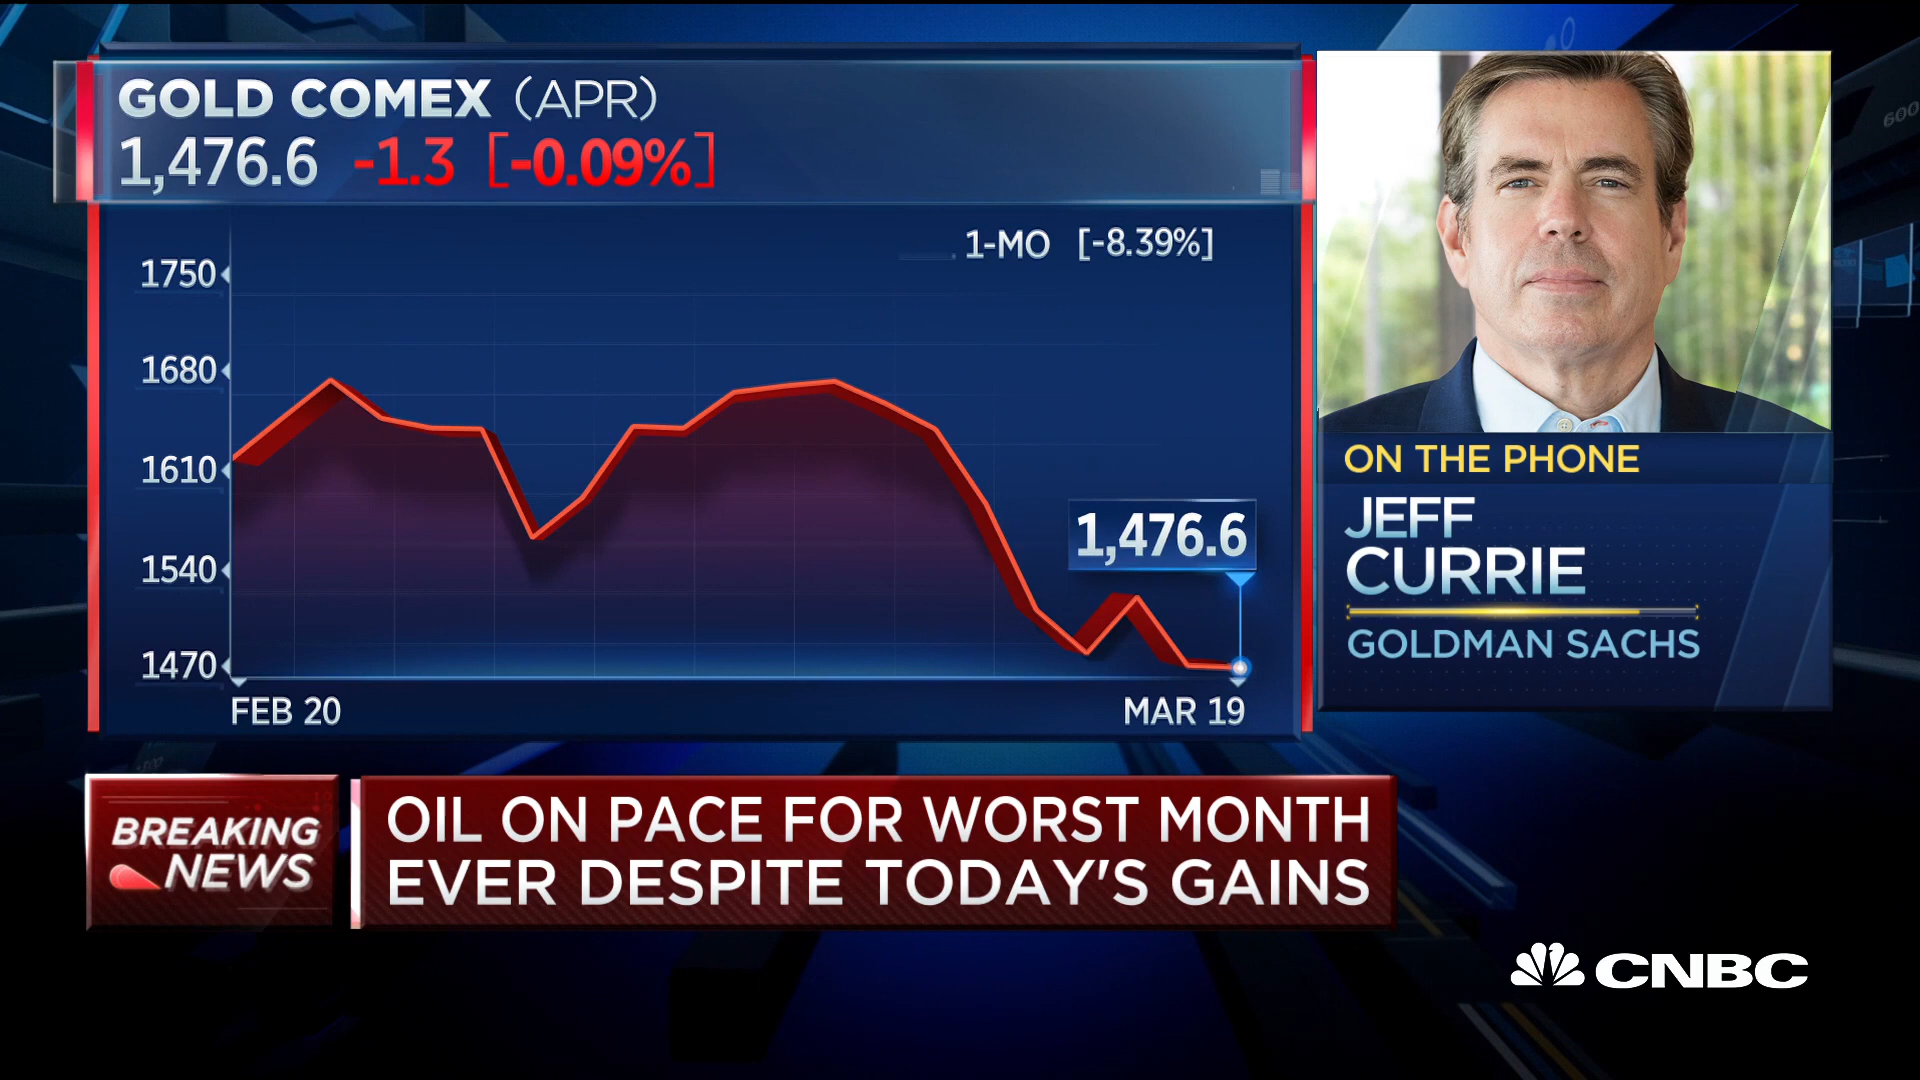 GOLD COMEX (APR)
1,476.6 -1.3 [-0.09%]
1-MO [-8.39%]
1750
1680
1610
1540
1470
1,476.6
FEB 20
MAR 19
ON THE PHONE
JEFF
CURRIE
GOLDMAN SACHS
BREAKING
NEWS
OIL ON PACE FOR WORST MONTH
EVER DESPITE TODAY'S GAINS
CNBC
600